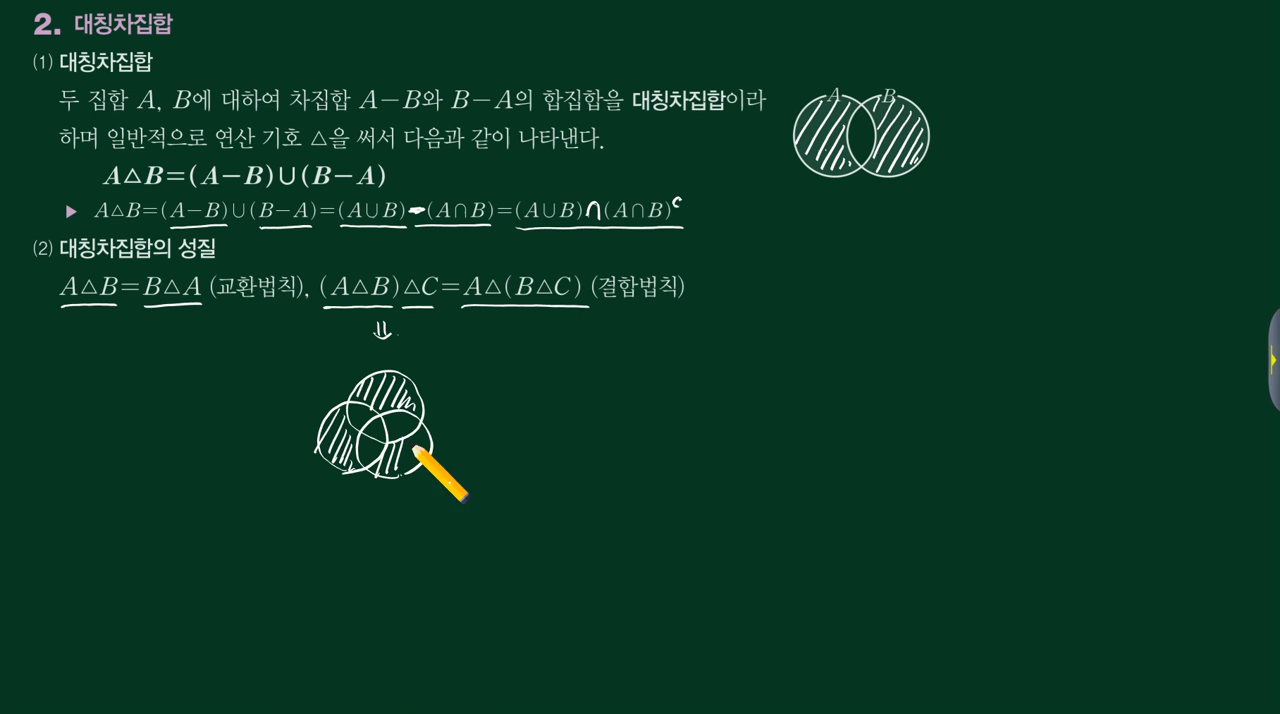 2. 대칭차집합
(1) 대칭차집합
두 집합 A, B에 대하여 차집합 A-B와 B-A의 합집합을 대칭차집합이라
하며 일반적으로 연산 기호 △을 써서 다음과 같이 나타낸다.
A B
A△B=(A-B)∪(B-A)
▶ A△B=(A-B)∪(B-A)=(A∪B)-(A∩B)=(A∪B)∩(A∩B)ᶜ
(2) 대칭차집합의 성질
A△B=B△A (교환법칙), (A△B)△C=A△(B△C) (결합법칙)
⇓